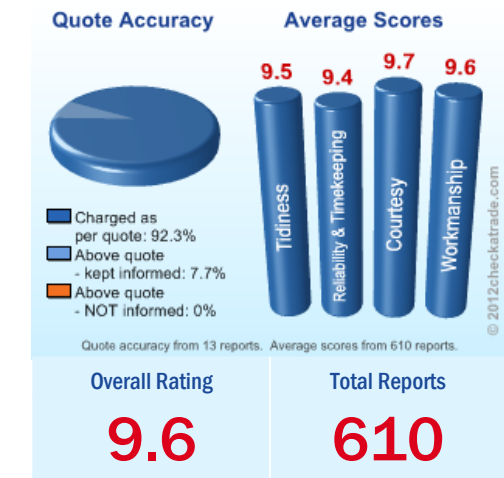 Quote Accuracy
Average Scores
9.5
9.4
9.7
9.6
Tidiness
Reliability & Timekeeping
Courtesy
Workmanship
Charged as
per quote: 92.3%
Above quote
- kept informed: 7.7%
Above quote
- NOT informed: 0%
© 2012checkatrade.com
Quote accuracy from 13 reports. Average scores from 610 reports.
Overall Rating
9.6
Total Reports
610